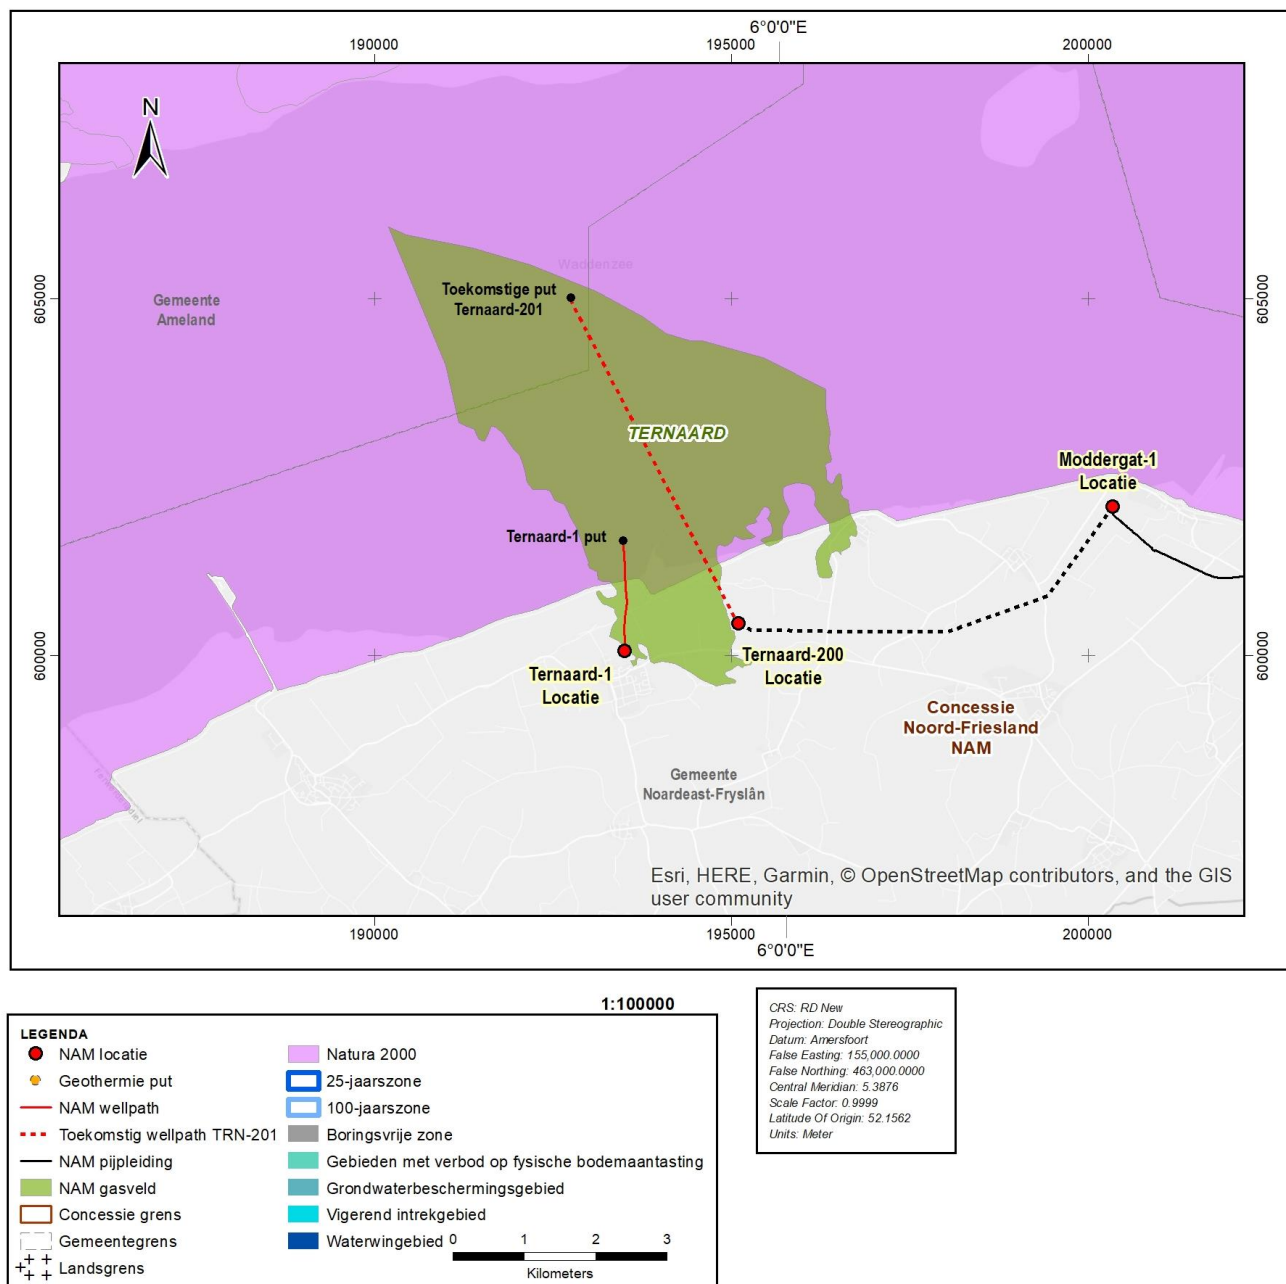 6°0'0"E
190000
195000
200000
N
Waddenzee
605000
605000
Gemeente
Ameland
Toekomstige put
Ternaard-201
TERNAARD
Moddergat-1
Locatie
Ternaard-1 put
600000
600000
Ternaard-1
Locatie
Ternaard-200
Locatie
Concessie
Noord-Friesland
NAM
Gemeente
Noardeast-Fryslân
Esri, HERE, Garmin, © OpenStreetMap contributors, and the GIS
user community
190000
195000
200000
6°0'0"E
1:100000
LEGENDA
NAM locatie
Geothermie put
NAM wellpath
Toekomstig wellpath TRN-201
NAM pijpleiding
NAM gasveld
Concessie grens
Gemeentegrens
Landsgrens
Natura 2000
25-jaarszone
100-jaarszone
Boringsvrije zone
Gebieden met verbod op fysische bodemaantasting
Grondwaterbeschermingsgebied
Vigerend intrekgebied
Waterwingebied
0 1 2 3
Kilometers
CRS: RD New
Projection: Double Stereographic
Datum: Amersfoort
False Easting: 155,000.0000
False Northing: 463,000.0000
Central Meridian: 5.3876
Scale Factor: 0.9999
Latitude Of Origin: 52.1562
Units: Meter